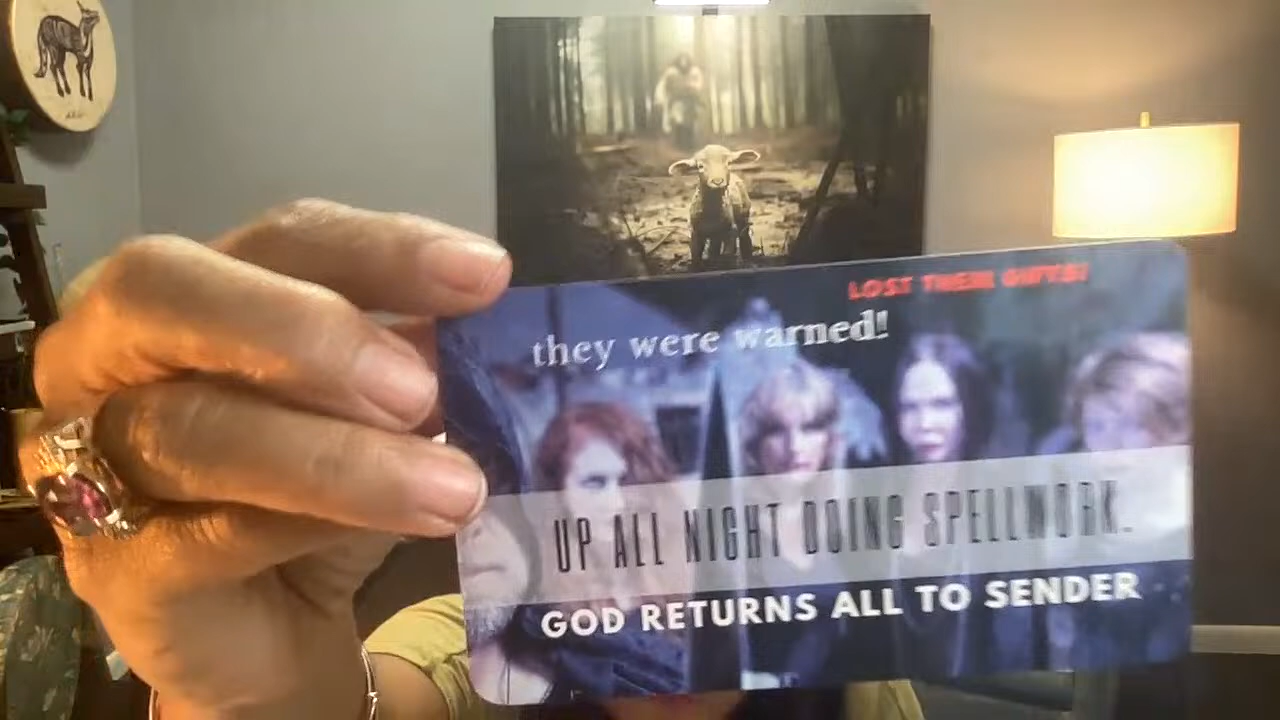 LOST THEIR GIFTS!
they were warned!
UP ALL NIGHT DOING SPELLWORK..
GOD RETURNS ALL TO SENDER